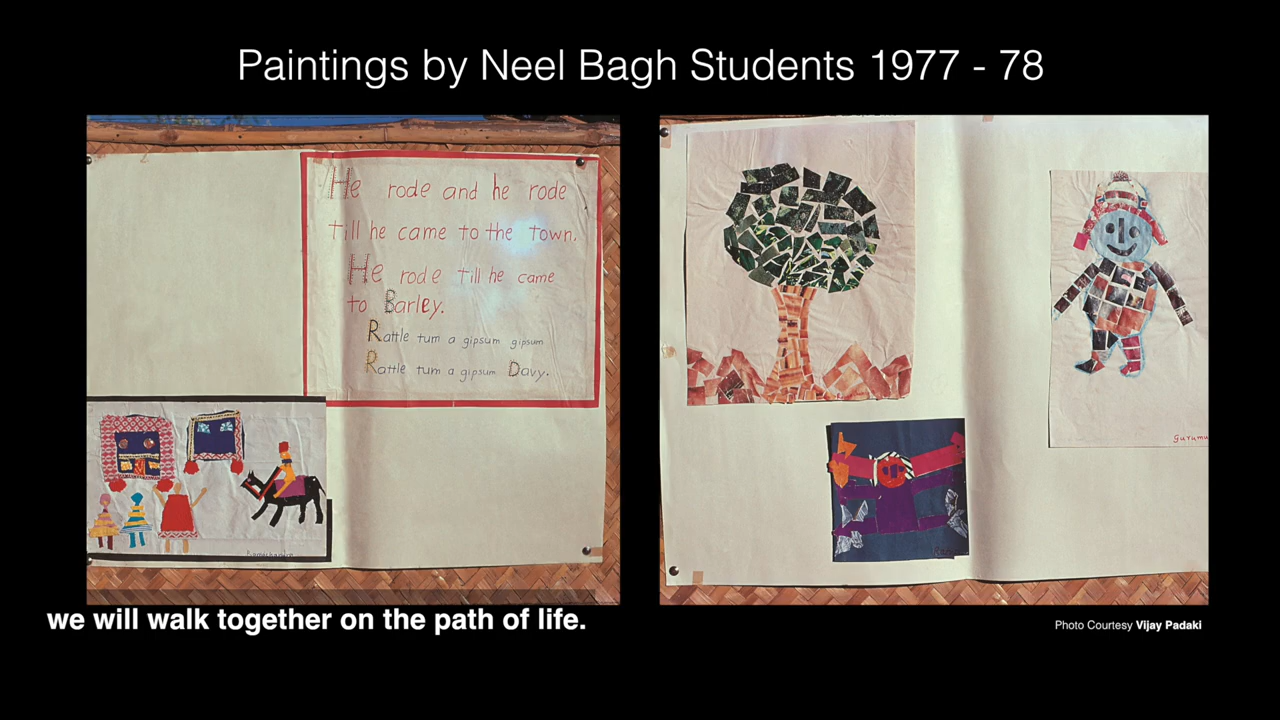 Paintings by Neel Bagh Students 1977 - 78
He rode and he rode
till he came to the town.
He rode till he came
to Barley.
Rattle tum a gipsum gipsum
Rattle tum a gipsum Davy.
Ramachandra
Gurumu
we will walk together on the path of life.
Photo Courtesy Vijay Padaki